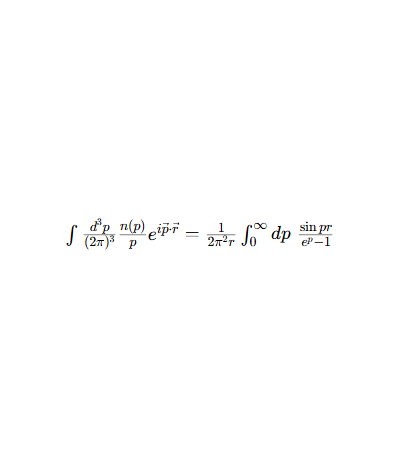 ∫ d³p/(2π)³ n(p)/p e^{ip⃗·r⃗} = 1/(2π²r) ∫₀^∞ dp sin pr/(e^p−1)